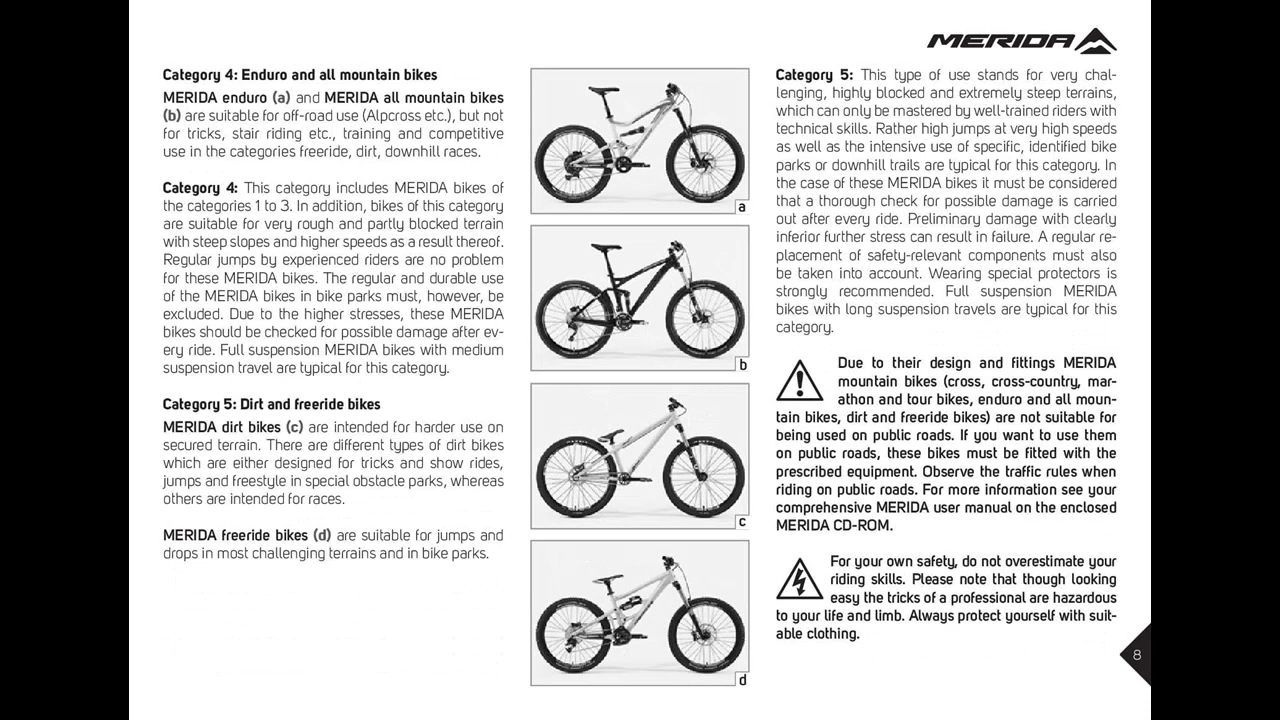 MERIDA
Category 4: Enduro and all mountain bikes
MERIDA enduro (a) and MERIDA all mountain bikes
(b) are suitable for off-road use (Alpcross etc.), but not
for tricks, stair riding etc., training and competitive
use in the categories freeride, dirt, downhill races.
Category 4: This category includes MERIDA bikes of
the categories 1 to 3. In addition, bikes of this category
are suitable for very rough and partly blocked terrain
with steep slopes and higher speeds as a result thereof.
Regular jumps by experienced riders are no problem
for these MERIDA bikes. The regular and durable use
of the MERIDA bikes in bike parks must, however, be
excluded. Due to the higher stresses, these MERIDA
bikes should be checked for possible damage after ev-
ery ride. Full suspension MERIDA bikes with medium
suspension travel are typical for this category.
Category 5: Dirt and freeride bikes
MERIDA dirt bikes (c) are intended for harder use on
secured terrain. There are different types of dirt bikes
which are either designed for tricks and show rides,
jumps and freestyle in special obstacle parks, whereas
others are intended for races.
MERIDA freeride bikes (d) are suitable for jumps and
drops in most challenging terrains and in bike parks.
a
b
c
d
Category 5: This type of use stands for very chal-
lenging, highly blocked and extremely steep terrains,
which can only be mastered by well-trained riders with
technical skills. Rather high jumps at very high speeds
as well as the intensive use of specific, identified bike
parks or downhill trails are typical for this category. In
the case of these MERIDA bikes it must be considered
that a thorough check for possible damage is carried
out after every ride. Preliminary damage with clearly
inferior further stress can result in failure. A regular re-
placement of safety-relevant components must also
be taken into account. Wearing special protectors is
strongly recommended. Full suspension MERIDA
bikes with long suspension travels are typical for this
category.
Due to their design and fittings MERIDA
mountain bikes (cross, cross-country, mar-
athon and tour bikes, enduro and all moun-
tain bikes, dirt and freeride bikes) are not suitable for
being used on public roads. If you want to use them
on public roads, these bikes must be fitted with the
prescribed equipment. Observe the traffic rules when
riding on public roads. For more information see your
comprehensive MERIDA user manual on the enclosed
MERIDA CD-ROM.
For your own safety, do not overestimate your
riding skills. Please note that though looking
easy the tricks of a professional are hazardous
to your life and limb. Always protect yourself with suit-
able clothing.
8